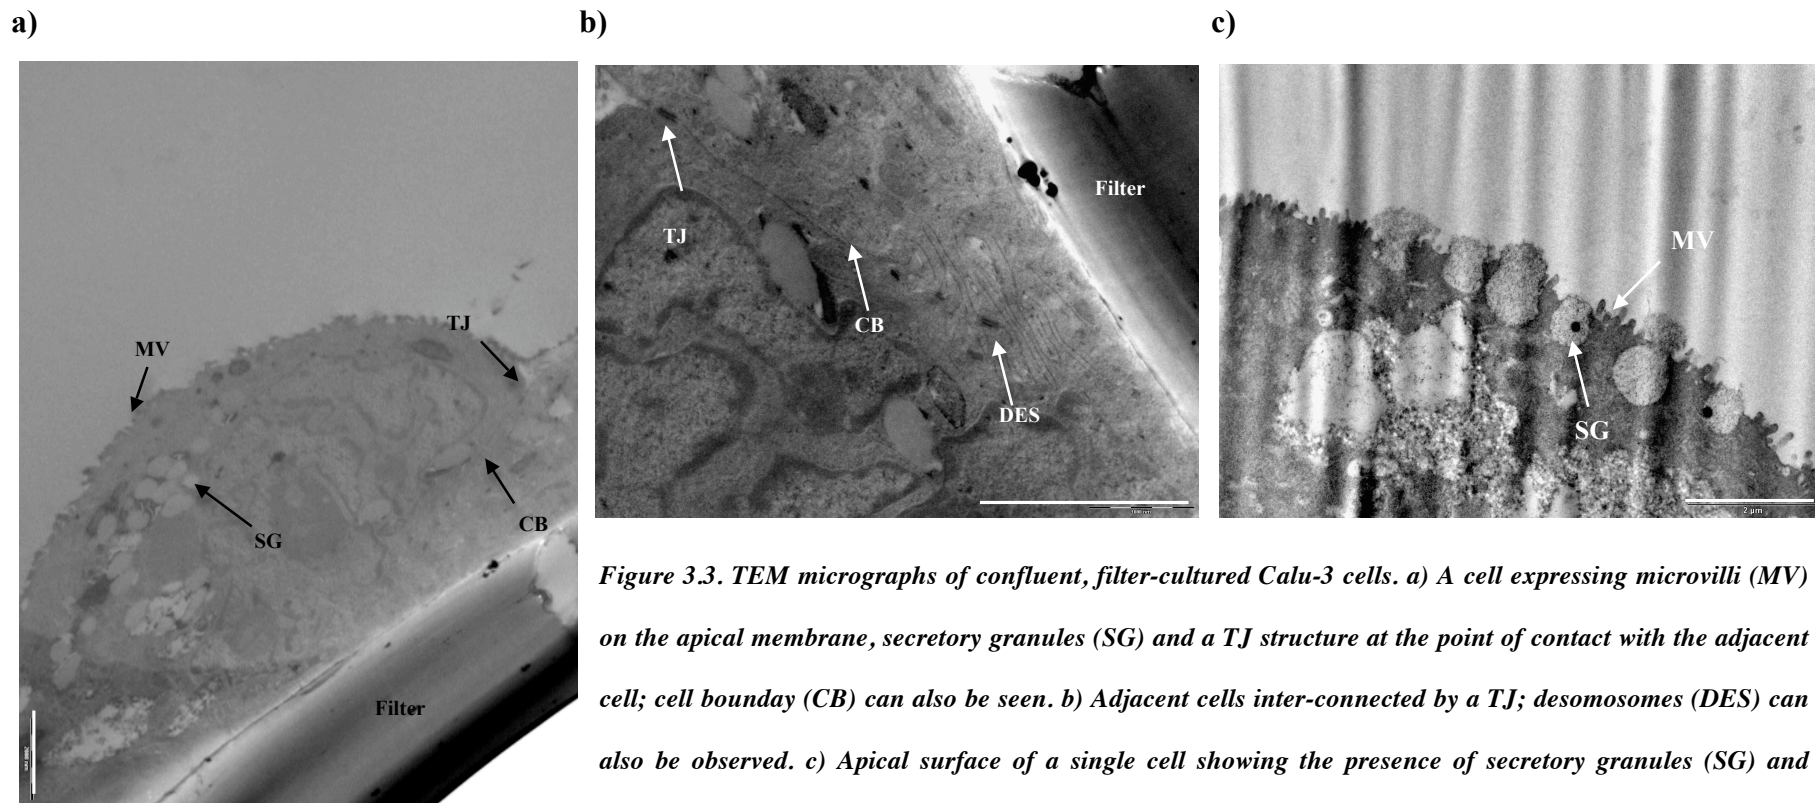 a)
b)
c)
MV
TJ
SG
CB
Filter
TJ
CB
DES
Filter
MV
SG
2 µm
Figure 3.3. TEM micrographs of confluent, filter-cultured Calu-3 cells. a) A cell expressing microvilli (MV)
on the apical membrane, secretory granules (SG) and a TJ structure at the point of contact with the adjacent
cell; cell bounday (CB) can also be seen. b) Adjacent cells inter-connected by a TJ; desomosomes (DES) can
also be observed. c) Apical surface of a single cell showing the presence of secretory granules (SG) and